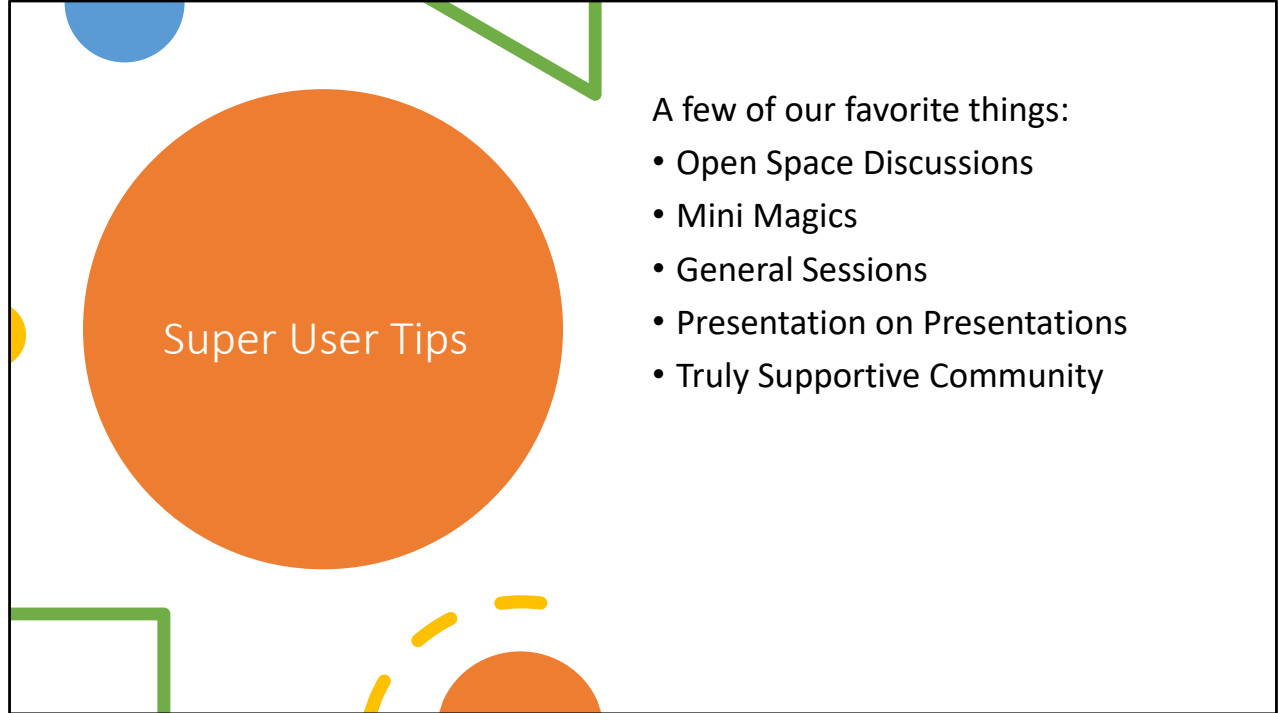 Super User Tips
A few of our favorite things:
• Open Space Discussions
• Mini Magics
• General Sessions
• Presentation on Presentations
• Truly Supportive Community